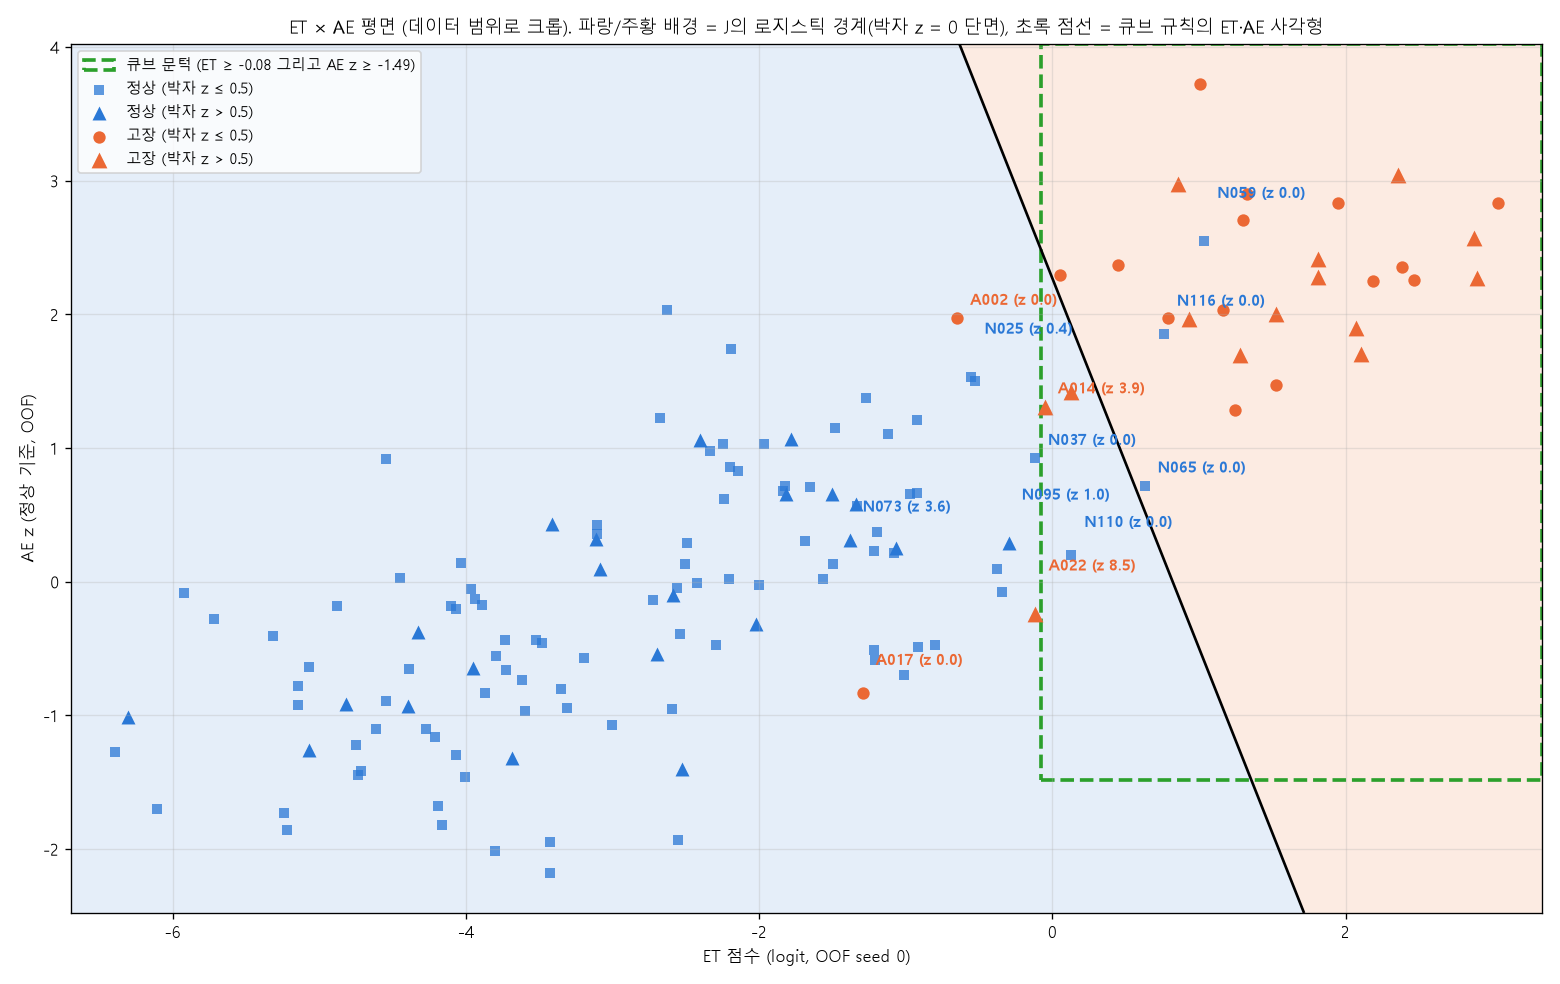 ET × AE 평면 (데이터 범위로 크롭). 파랑/주황 배경 = J의 로지스틱 경계(박자 z = 0 단면), 초록 점선 = 큐브 규칙의 ET·AE 사각형
큐브 문턱 (ET ≥ -0.08 그리고 AE z ≥ -1.49)
정상 (박자 z ≤ 0.5)
정상 (박자 z > 0.5)
고장 (박자 z ≤ 0.5)
고장 (박자 z > 0.5)
N059 (z 0.0)
A002 (z 0.0)
N116 (z 0.0)
N025 (z 0.4)
A014 (z 3.9)
N037 (z 0.0)
N065 (z 0.0)
N095 (z 1.0)
N073 (z 3.6)
N110 (z 0.0)
A022 (z 8.5)
A017 (z 0.0)
4
3
2
1
0
-1
-2
AE z (정상 기준, OOF)
-6
-4
-2
0
2
ET 점수 (logit, OOF seed 0)